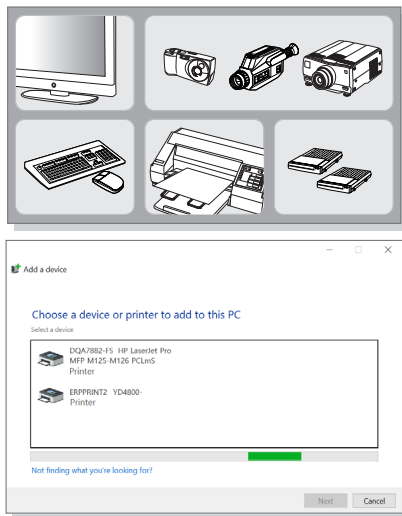 Add a device
Choose a device or printer to add to this PC
Select a device
DQA7882-FS HP LaserJet Pro
MFP M125-M126 PCLmS
Printer
ERPPRINT2 YD4800-
Printer
Not finding what you're looking for?
Next
Cancel